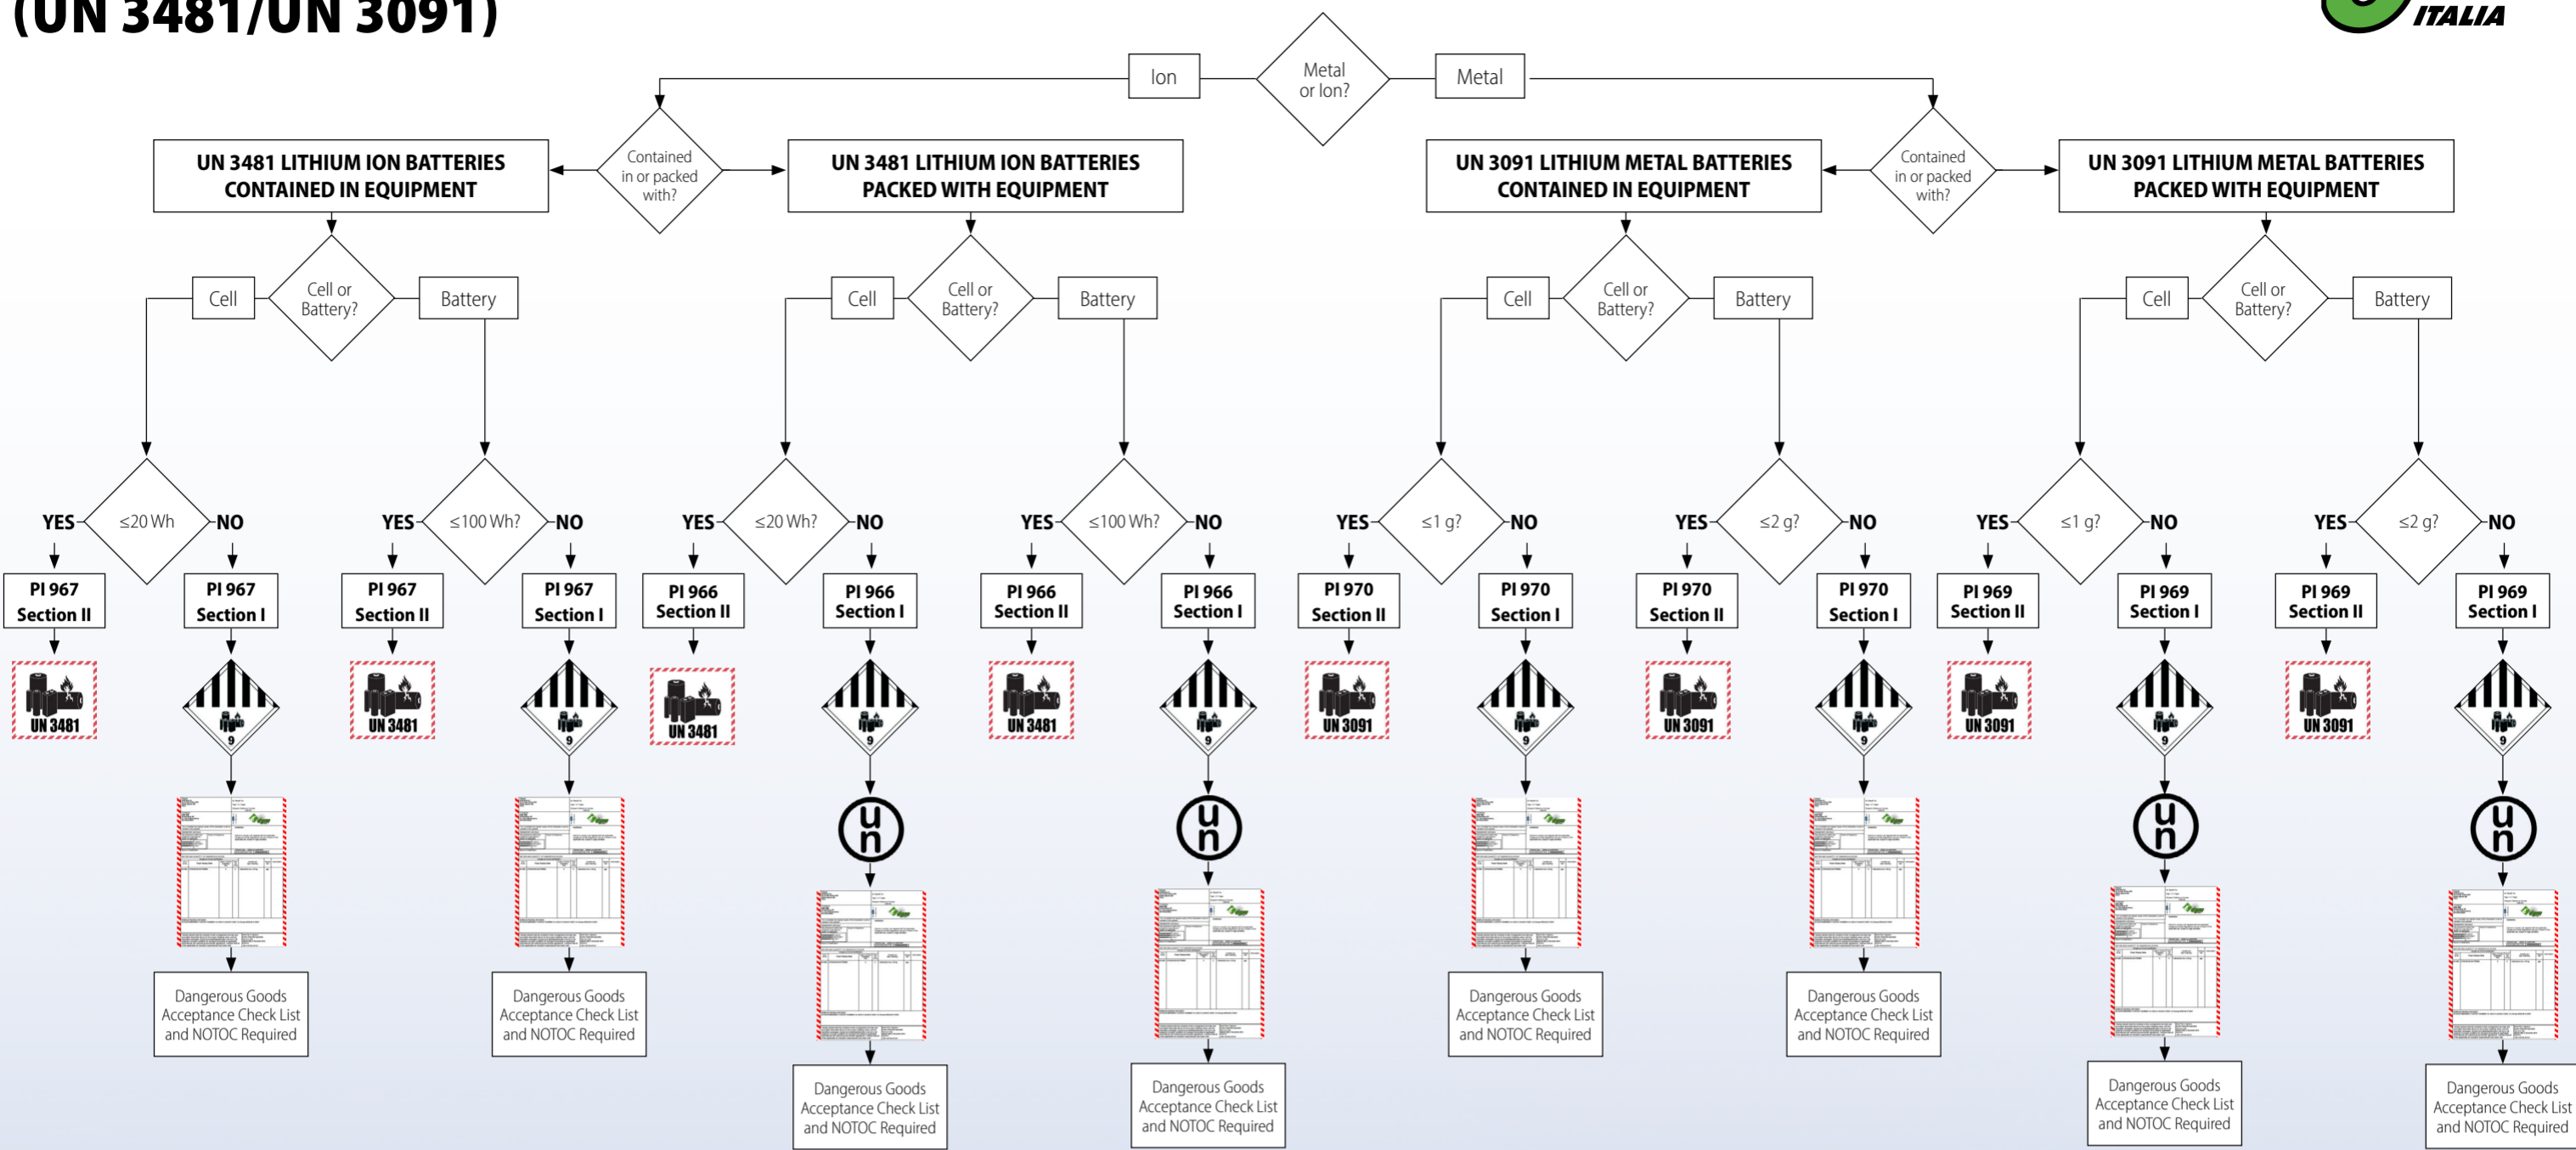 (UN 3481/UN 3091)
ITALIA
Ion
Metal
or Ion?
Metal
UN 3481 LITHIUM ION BATTERIES
CONTAINED IN EQUIPMENT
Contained
in or packed
with?
UN 3481 LITHIUM ION BATTERIES
PACKED WITH EQUIPMENT
UN 3091 LITHIUM METAL BATTERIES
CONTAINED IN EQUIPMENT
Contained
in or packed
with?
UN 3091 LITHIUM METAL BATTERIES
PACKED WITH EQUIPMENT
Cell
Cell or
Battery?
Battery
Cell
Cell or
Battery?
Battery
Cell
Cell or
Battery?
Battery
Cell
Cell or
Battery?
Battery
YES
≤20 Wh
NO
YES
≤100 Wh?
NO
YES
≤20 Wh?
NO
YES
≤100 Wh?
NO
YES
≤1 g?
NO
YES
≤2 g?
NO
YES
≤1 g?
NO
YES
≤2 g?
NO
PI 967
Section II
PI 967
Section I
PI 967
Section II
PI 967
Section I
PI 966
Section II
PI 966
Section I
PI 966
Section II
PI 966
Section I
PI 970
Section II
PI 970
Section I
PI 970
Section II
PI 970
Section I
PI 969
Section II
PI 969
Section I
PI 969
Section II
PI 969
Section I
UN 3481
9
UN 3481
9
UN 3481
9
UN 3481
9
UN 3091
9
UN 3091
9
UN 3091
9
UN 3091
9
un
un
un
un
Dangerous Goods
Acceptance Check List
and NOTOC Required
Dangerous Goods
Acceptance Check List
and NOTOC Required
Dangerous Goods
Acceptance Check List
and NOTOC Required
Dangerous Goods
Acceptance Check List
and NOTOC Required
Dangerous Goods
Acceptance Check List
and NOTOC Required
Dangerous Goods
Acceptance Check List
and NOTOC Required
Dangerous Goods
Acceptance Check List
and NOTOC Required
Dangerous Goods
Acceptance Check List
and NOTOC Required